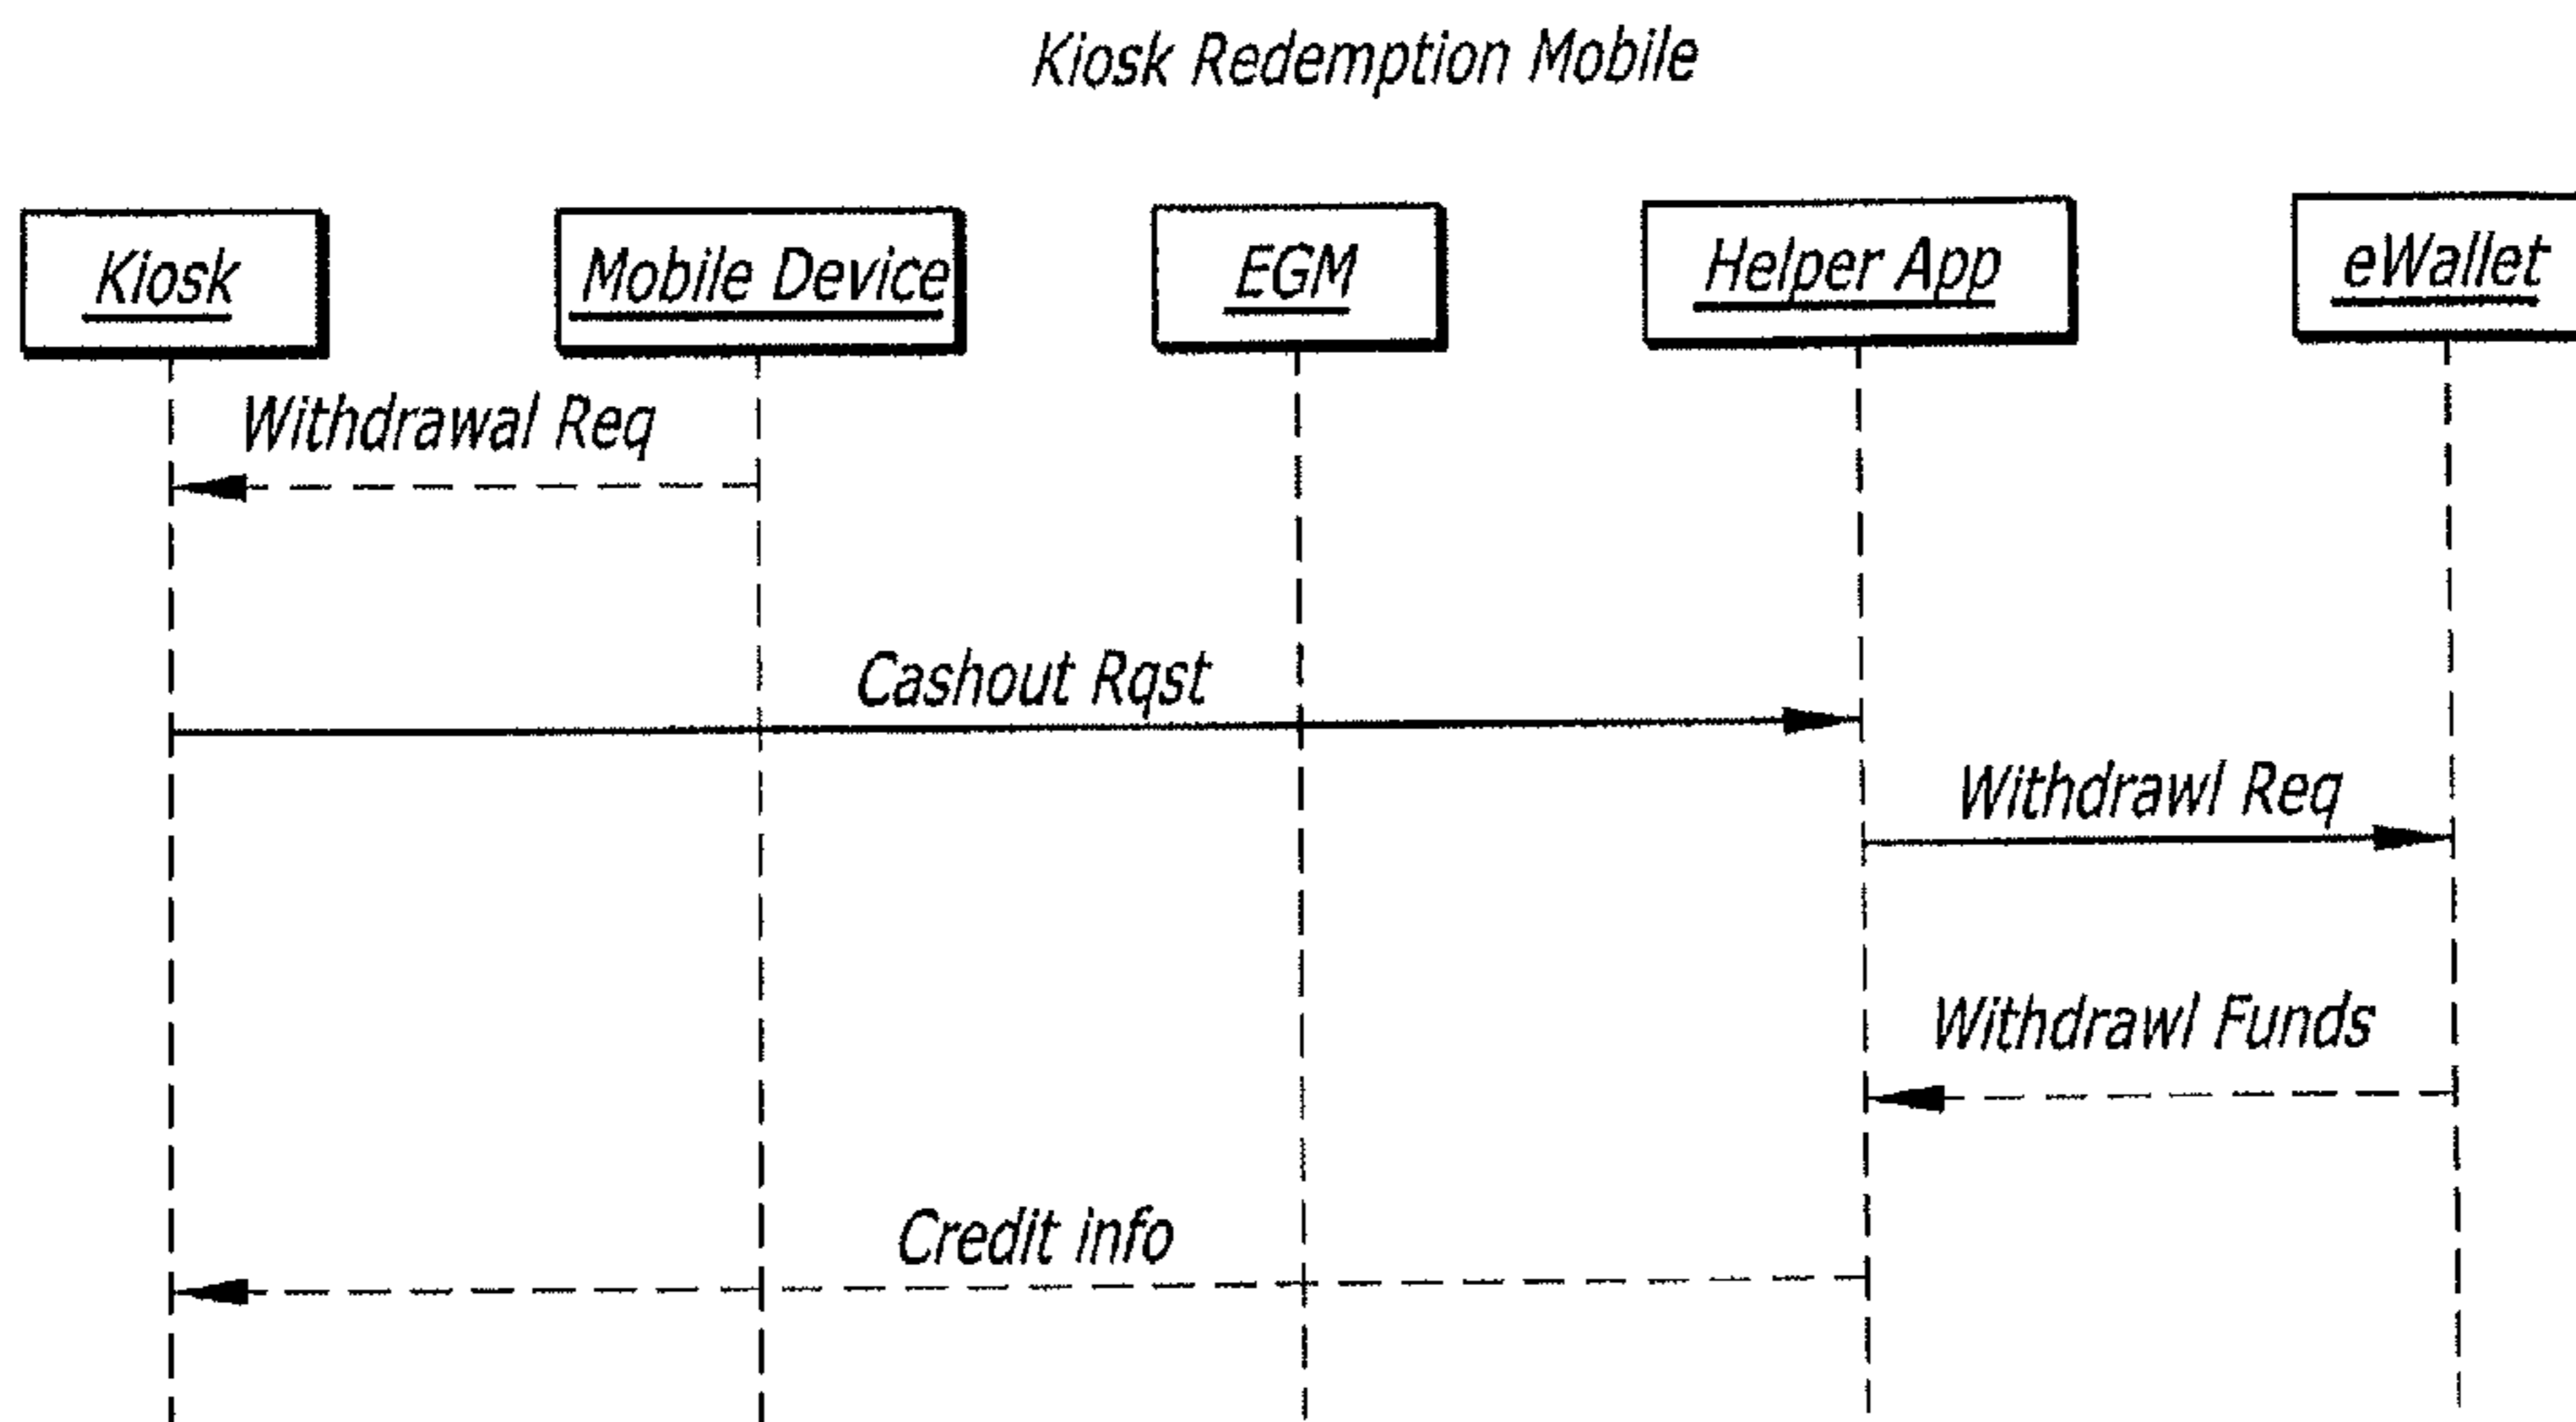 Kiosk Redemption Mobile
Kiosk
Mobile Device
EGM
Helper App
eWallet
Withdrawal Req
Cashout Rqst
Withdrawl Req
Withdrawl Funds
Credit info